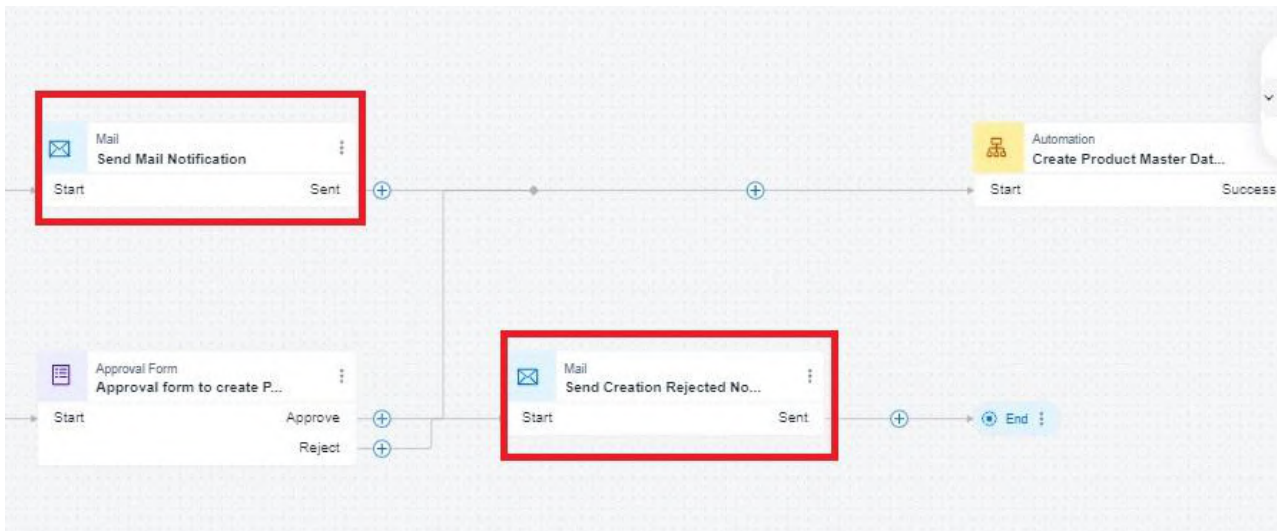 Mail
Send Mail Notification
Start Sent
Automation
Create Product Master Dat...
Start Success
Approval Form
Approval form to create P...
Start Approve
Reject
Mail
Send Creation Rejected No...
Start Sent
End